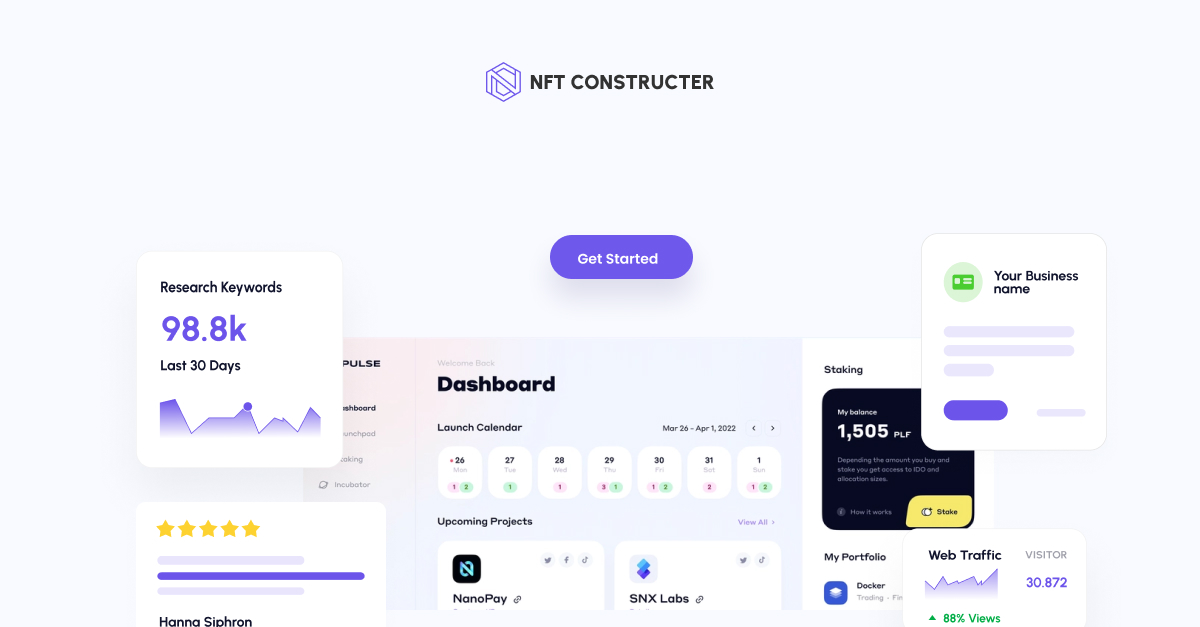 NFT CONSTRUCTER
Get Started
Research Keywords
98.8k
Last 30 Days
Your Business
name
PULSE
Welcome Back
Dashboard
Launch Calendar
Mar 26 - Apr 1, 2022
26
27
28
29
30
31
1
Mon
Tue
Wed
Thu
Fri
Sat
Sun
1 2
1
1
3 1
1 2
2
1 2
shboard
unchpad
aking
Incubator
Upcoming Projects
View All >
NanoPay
SNX Labs
Staking
My balance
1,505 PLF
Depending the amount you buy and
stake you get access to IDO and
allocation sizes.
How it works
Stake
My Portfolio
Docker
Trading - Fin
Web Traffic
VISITOR
30.872
88% Views
Hanna Siphron